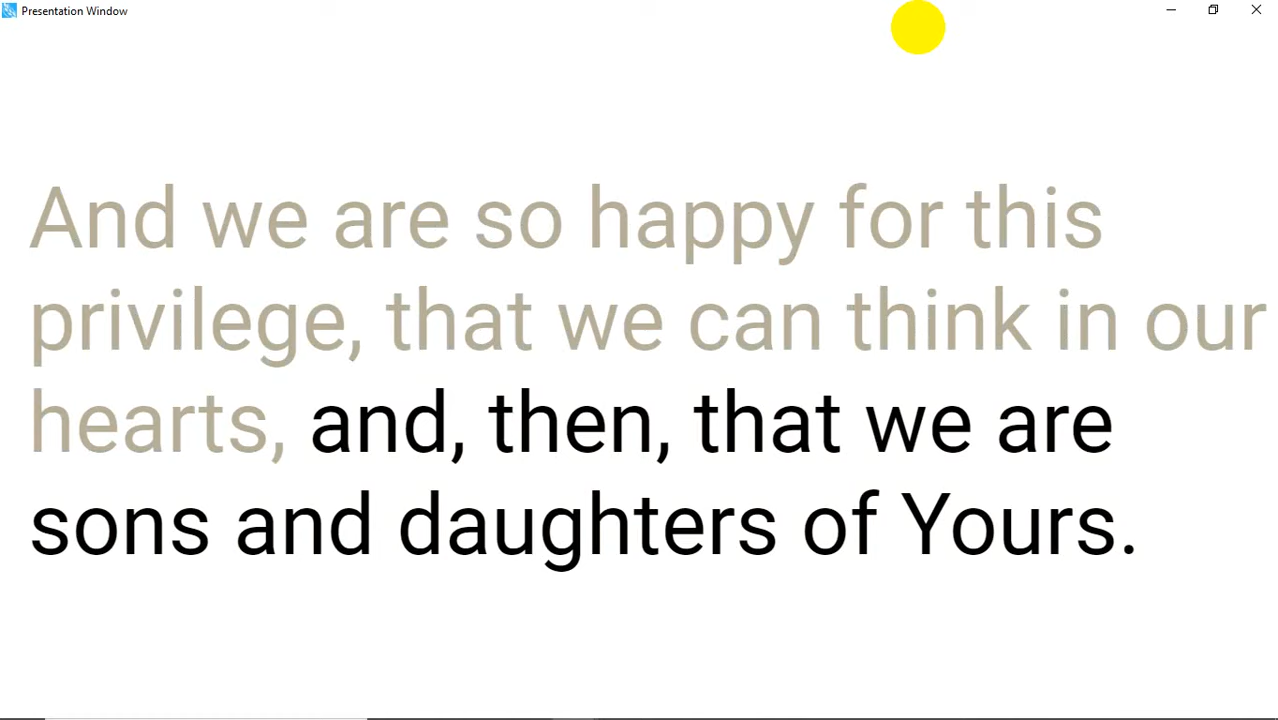 Presentation Window
And we are so happy for this
privilege, that we can think in our
hearts, and, then, that we are
sons and daughters of Yours.